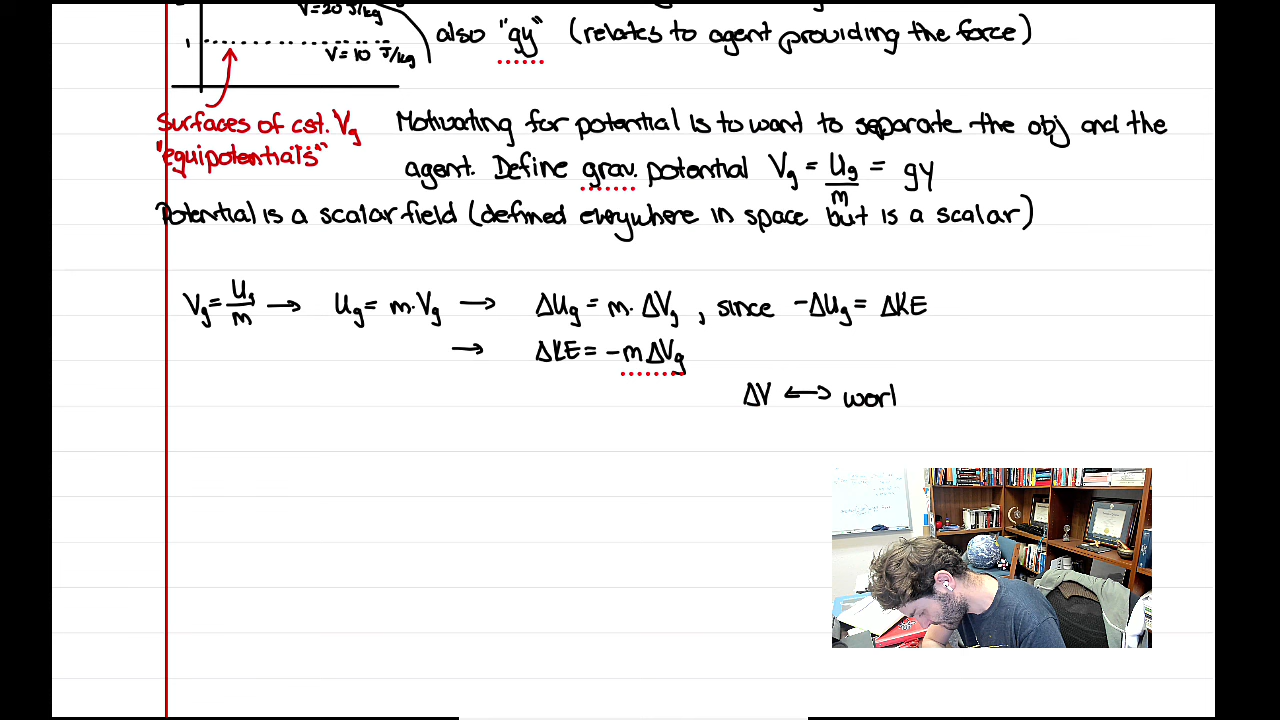 V=20 J/kg
also "gy" (relates to agent providing the force)
1
V=10 J/kg
Surfaces of cst. Vg
"equipotentials"
Motivating for potential is to want to separate the obj and the
agent. Define grav. potential Vg = Ug/m = gy
Potential is a scalar field (defined everywhere in space but is a scalar)
Vg = Ug/m → Ug = m·Vg → ΔUg = m·ΔVg, since -ΔUg = ΔKE
→ ΔKE = -mΔVg
ΔV ↔ worl